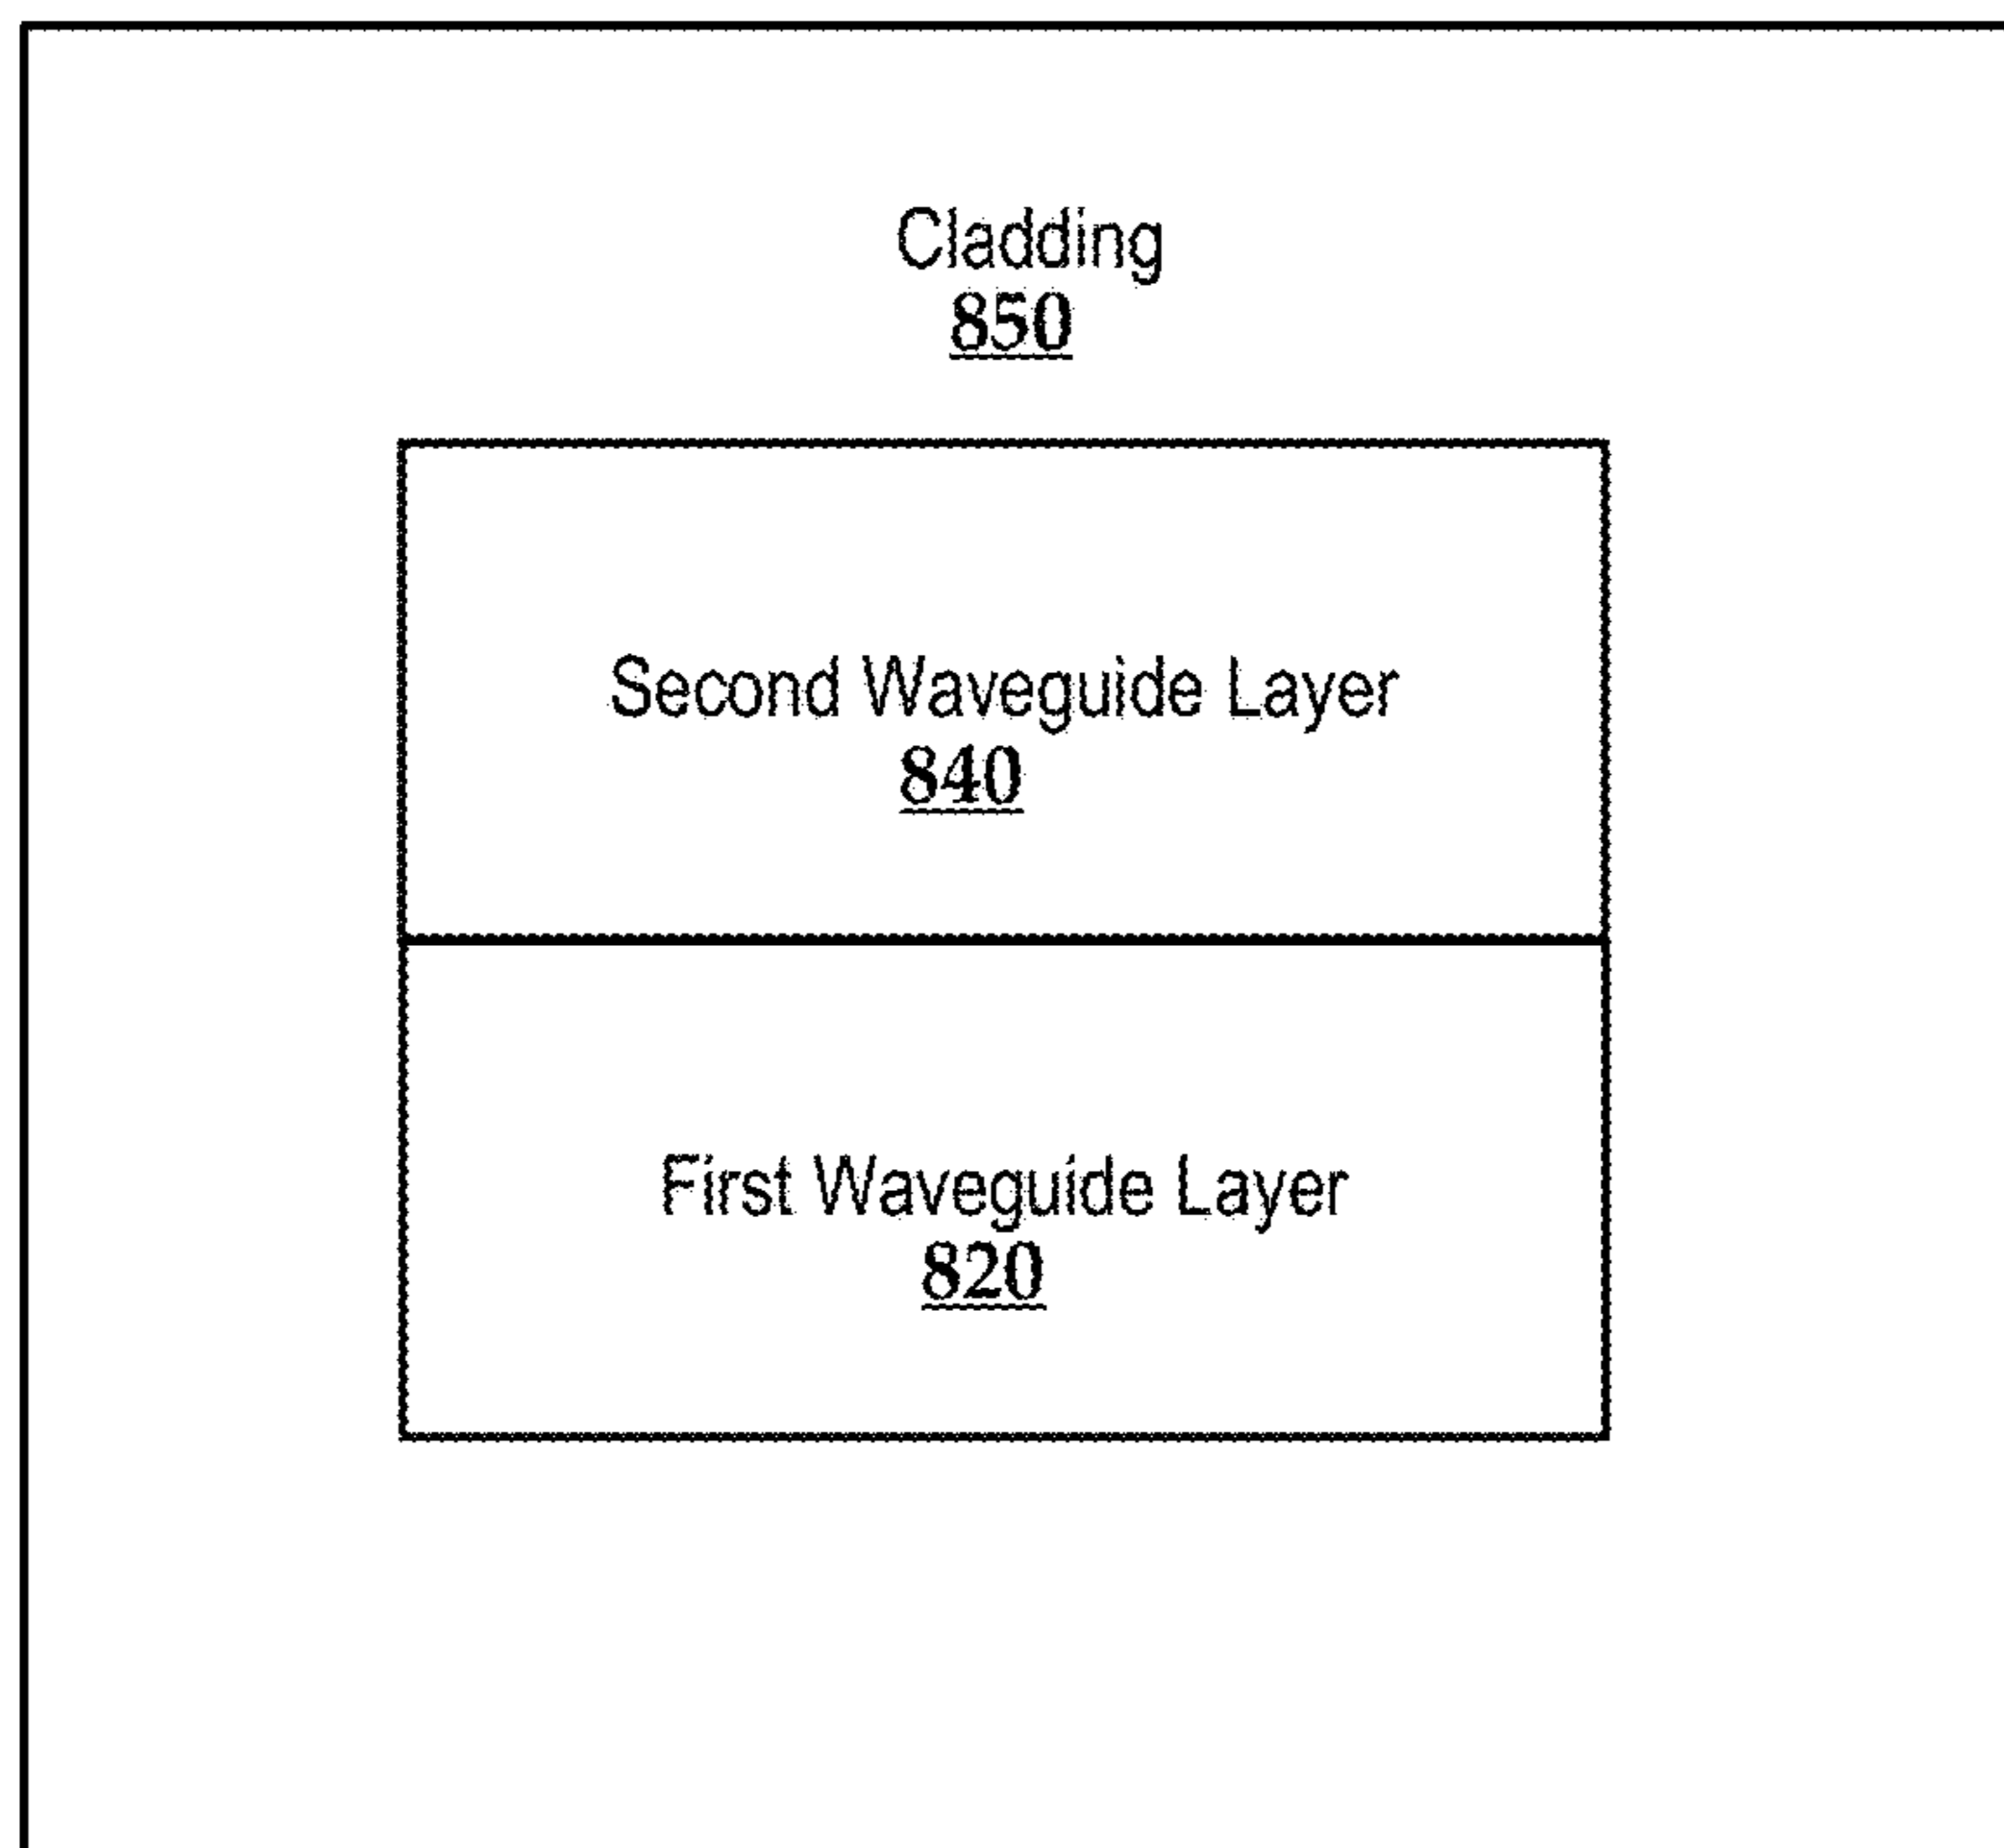 Cladding
850
Second Waveguide Layer
840
First Waveguide Layer
820